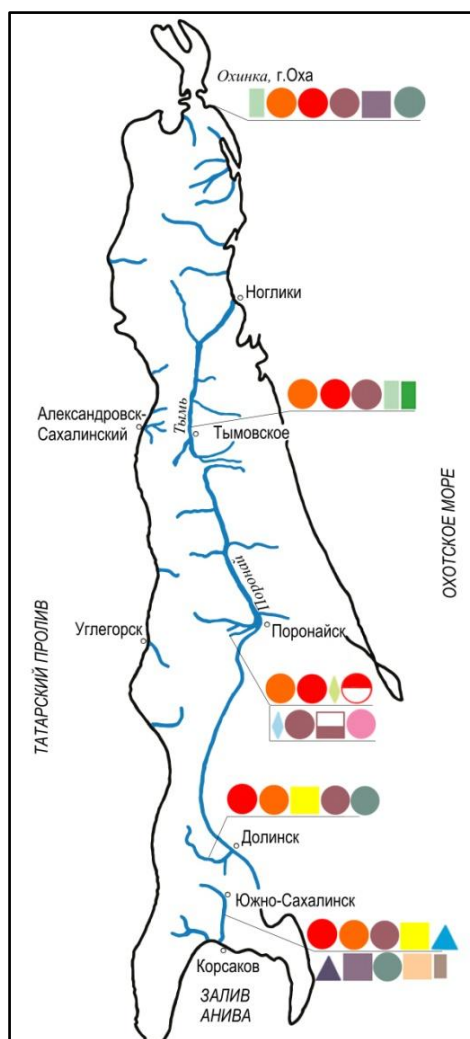 Охинка, г.Оха
Ноглики
Александровск-
Сахалинский
Тымь
Тымовское
ОХОТСКОЕ МОРЕ
Поронай
Углегорск
Поронайск
ТАТАРСКИЙ ПРОЛИВ
Долинск
Южно-Сахалинск
Корсаков
ЗАЛИВ
АНИВА